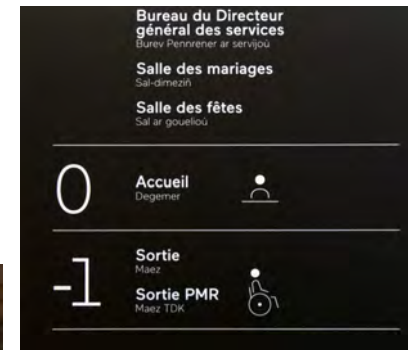 Bureau du Directeur
général des services
Burev Pennrener ar servijoù
Salle des mariages
Sal-dimeziñ
Salle des fêtes
Sal ar gouelioù
0
Accueil
Degemer
-1
Sortie
Maez
Sortie PMR
Maez TDK